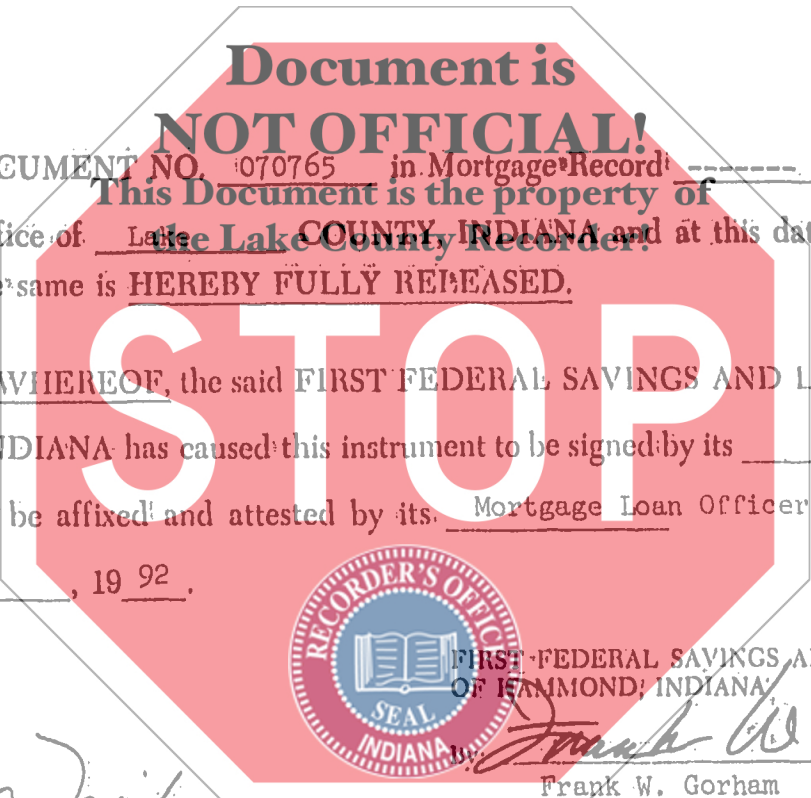 Document is
NOT OFFICIAL!
CUMENT NO. 070765 in Mortgage Record -------
This Document is the property of
the Lake County Recorder!
fice of Lake COUNTY, INDIANA and at this dat
same is HEREBY FULLY RELEASED.
STOP
WHEREOF, the said FIRST FEDERAL SAVINGS AND L
NDIANA has caused this instrument to be signed by its
be affixed and attested by its Mortgage Loan Officer
, 19 92.
RECORDER'S OFFICE
SEAL
INDIANA
FIRST FEDERAL SAVINGS A
OF HAMMOND, INDIANA
By: Frank W
Frank W. Gorham